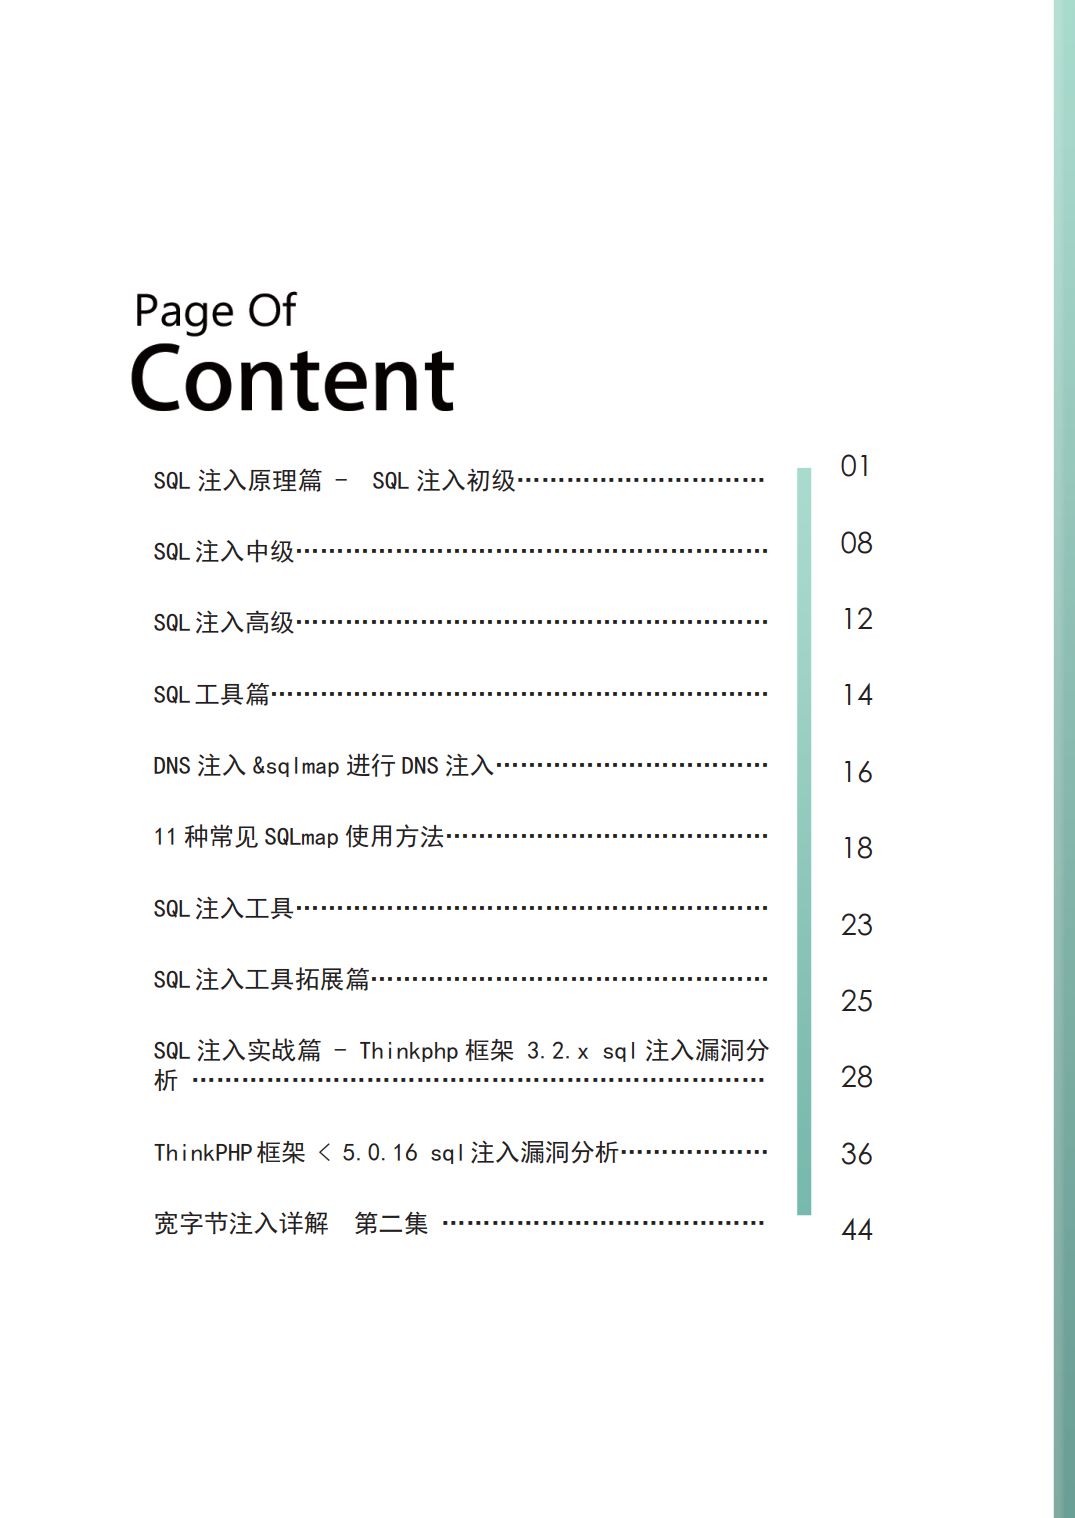 Page Of
Content
SQL 注入原理篇 - SQL 注入初级………………………… 01
SQL 注入中级………………………………………………… 08
SQL 注入高级………………………………………………… 12
SQL 工具篇…………………………………………………… 14
DNS 注入 &sqlmap 进行 DNS 注入…………………………… 16
11 种常见 SQLmap 使用方法………………………………… 18
SQL 注入工具………………………………………………… 23
SQL 注入工具拓展篇………………………………………… 25
SQL 注入实战篇 - Thinkphp 框架 3.2.x sql 注入漏洞分
析 …………………………………………………………… 28
ThinkPHP 框架 < 5.0.16 sql 注入漏洞分析……………… 36
宽字节注入详解 第二集 ………………………………… 44